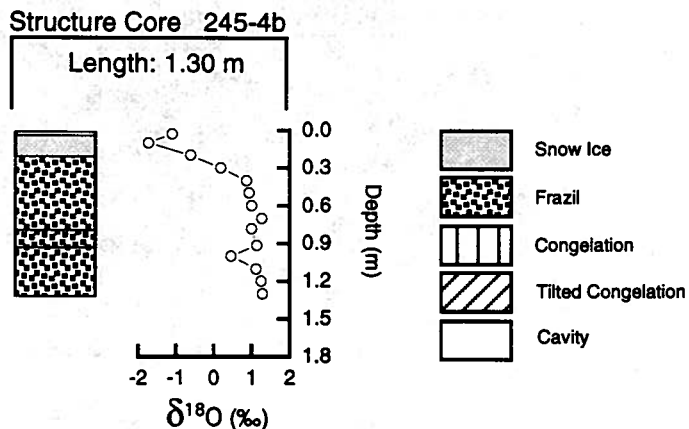 Structure Core 245-4b
Length: 1.30 m
0.0
0.3
0.6
0.9
1.2
1.5
1.8
Depth (m)
-2 -1 0 1 2
δ¹⁸O (‰)
Snow Ice
Frazil
Congelation
Tilted Congelation
Cavity